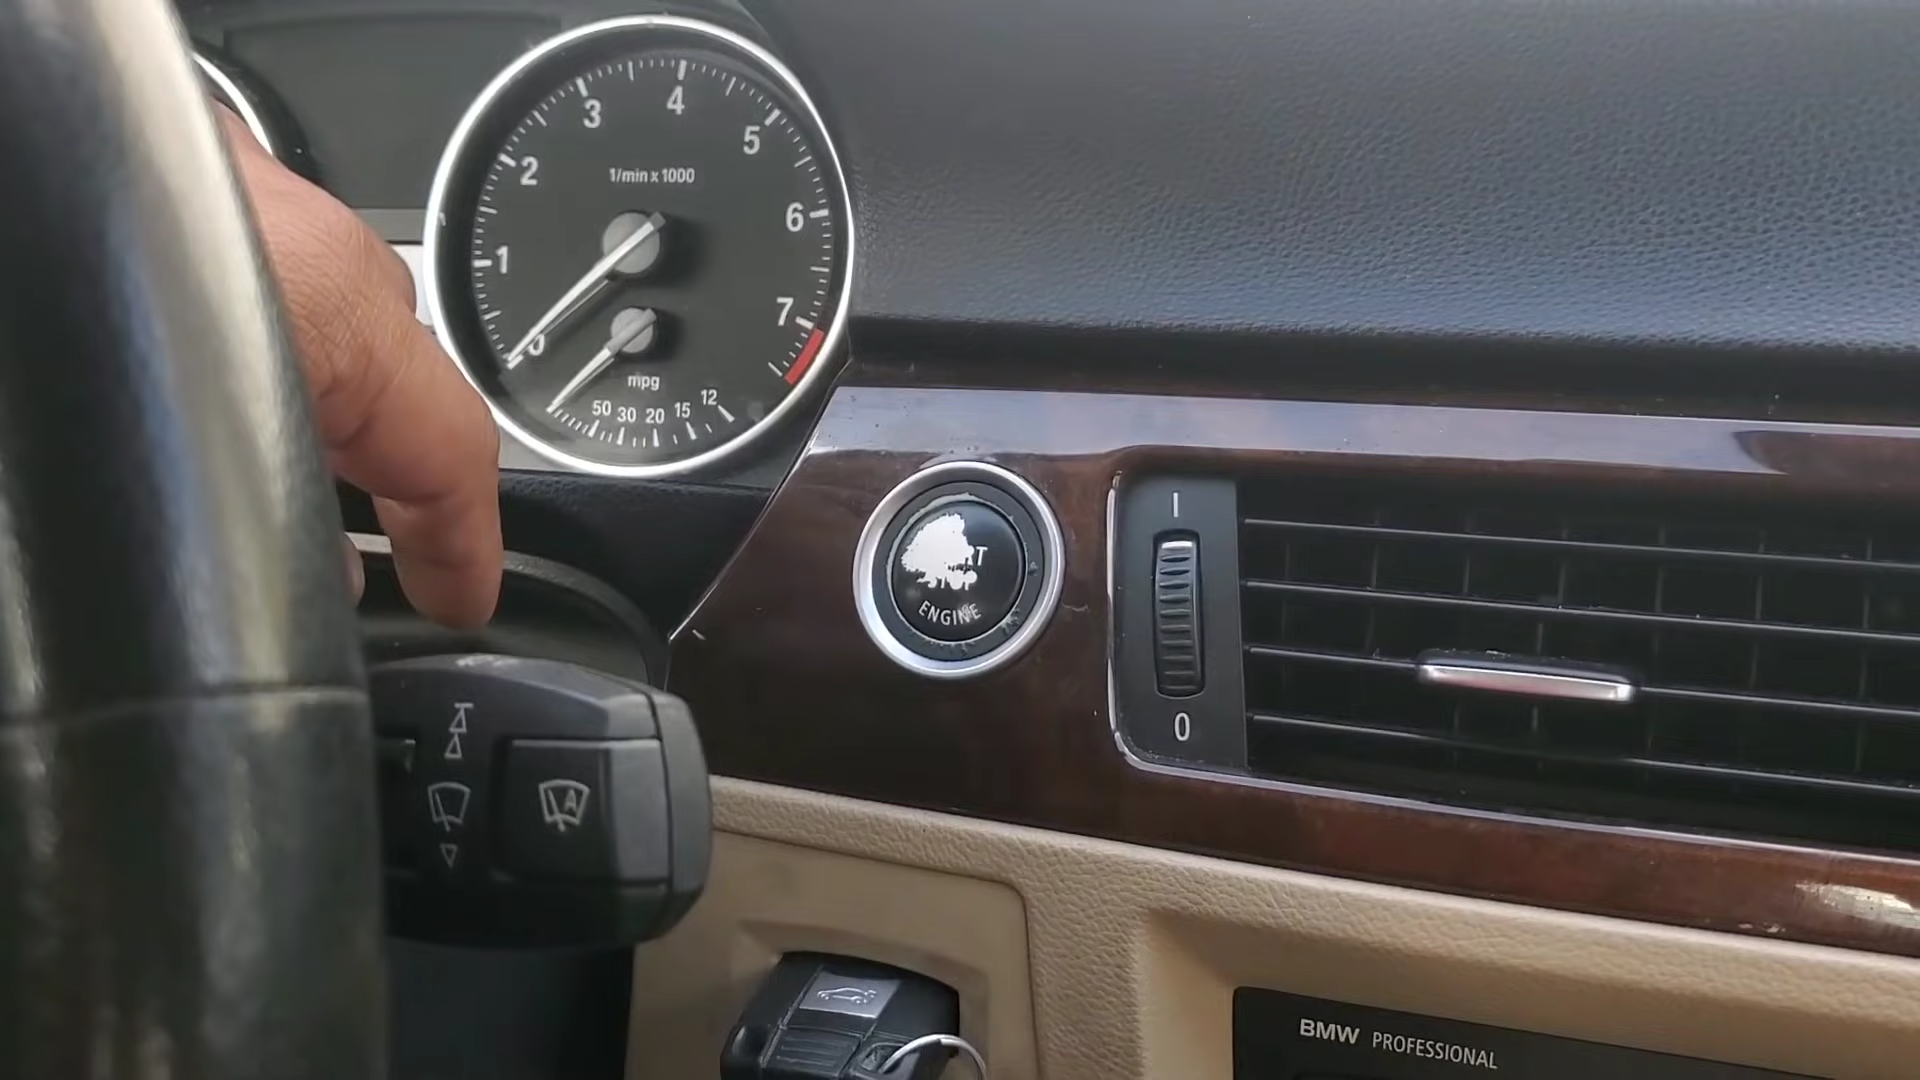 3 4
2 5
1/min x 1000
1 6
0 7
mpg
50 30 20 15 12
ENGINE
I
0
A
BMW PROFESSIONAL